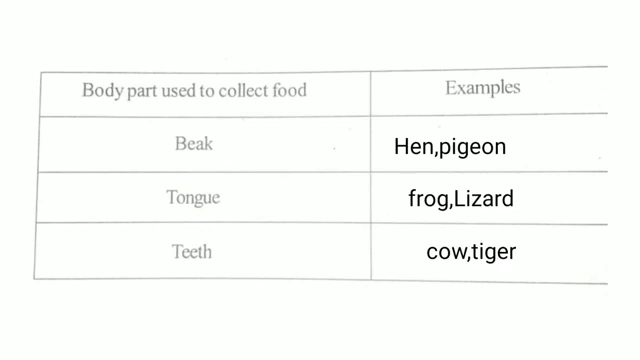 Body part used to collect food Examples
Beak Hen,pigeon
Tongue frog,Lizard
Teeth cow,tiger